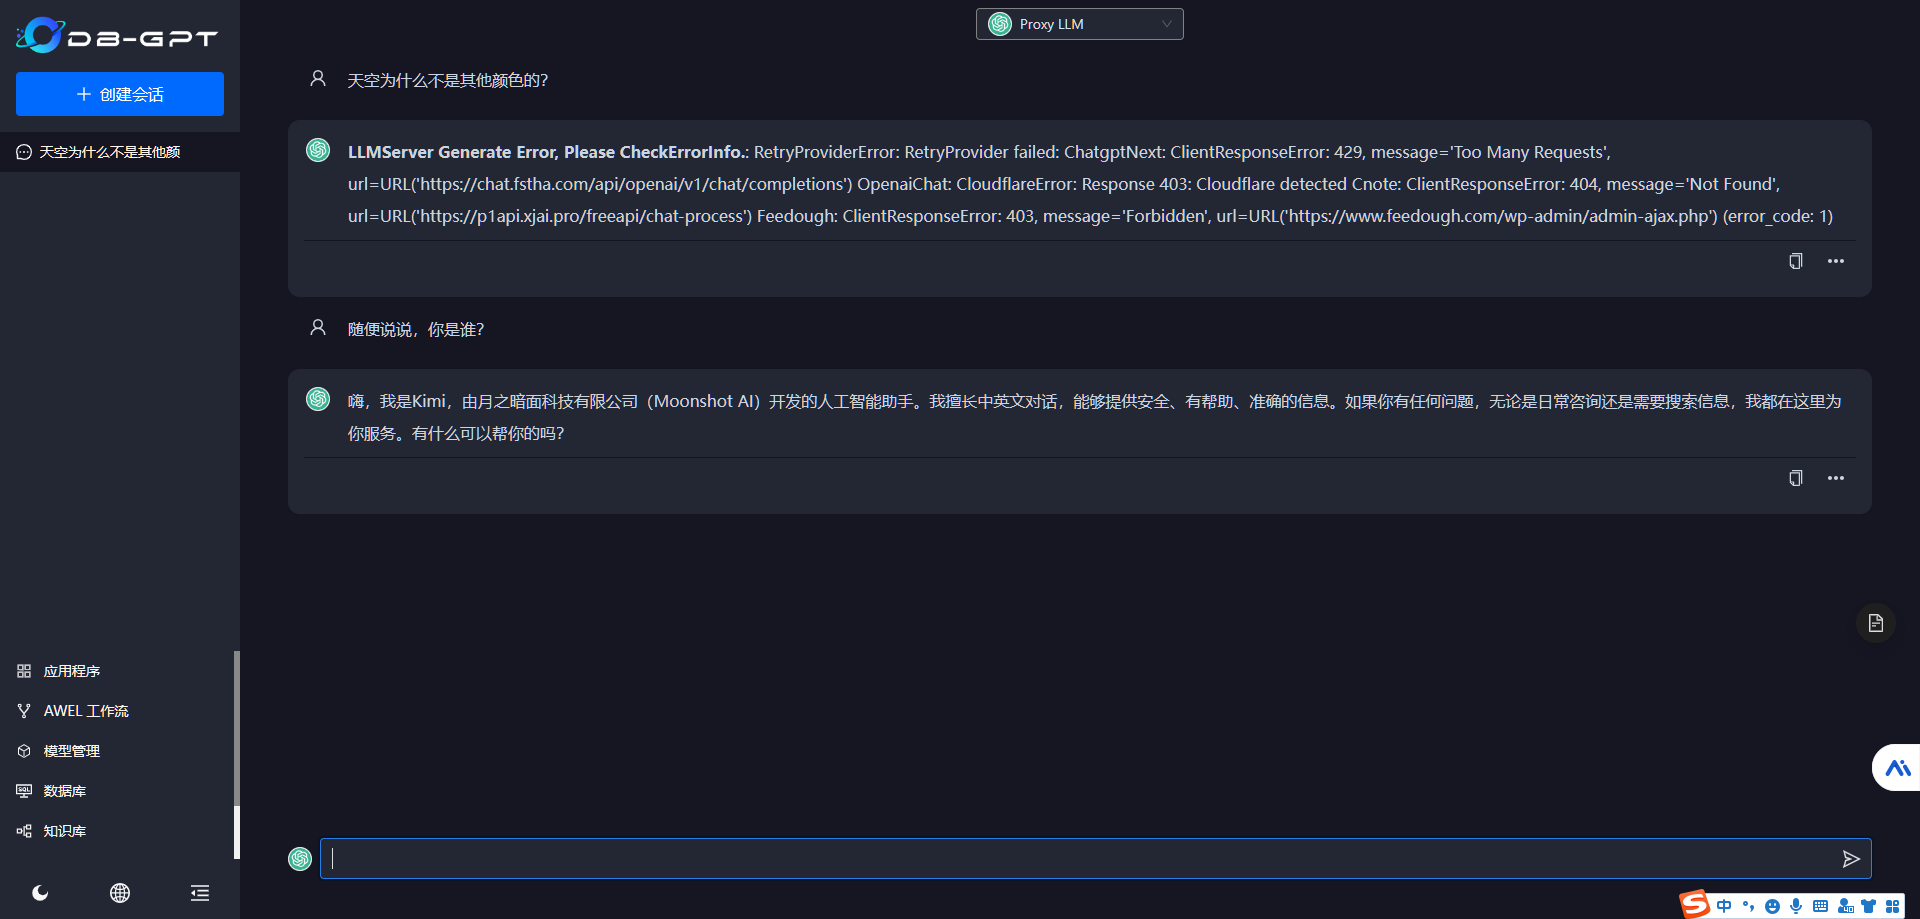 DB-GPT
创建会话
天空为什么不是其他颜
应用程序
AWEL 工作流
模型管理
数据库
知识库
Proxy LLM
天空为什么不是其他颜色的?
LLMServer Generate Error, Please CheckErrorInfo.: RetryProviderError: RetryProvider failed: ChatgptNext: ClientResponseError: 429, message='Too Many Requests',
url=URL('https://chat.fstha.com/api/openai/v1/chat/completions') OpenaiChat: CloudflareError: Response 403: Cloudflare detected Cnote: ClientResponseError: 404, message='Not Found',
url=URL('https://p1api.xjai.pro/freeapi/chat-process') Feedough: ClientResponseError: 403, message='Forbidden', url=URL('https://www.feedough.com/wp-admin/admin-ajax.php') (error_code: 1)
随便说说，你是谁?
嗨，我是Kimi，由月之暗面科技有限公司（Moonshot AI）开发的人工智能助手。我擅长中英文对话，能够提供安全、有帮助、准确的信息。如果你有任何问题，无论是日常咨询还是需要搜索信息，我都在这里为
你服务。有什么可以帮你的吗?
中